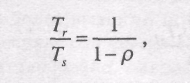 T_r / T_s = 1 / (1 - ρ) ,